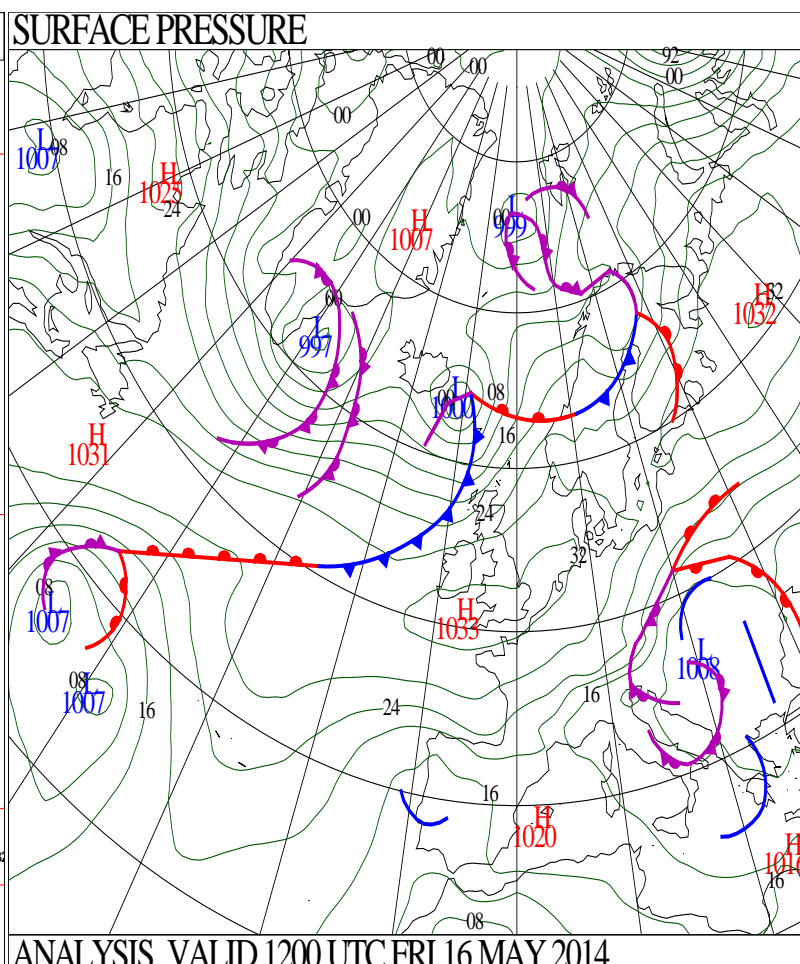 SURFACE PRESSURE
00
00
92
00
00
L
1007
08
16
H
1025
24
00
H
1007
L
999
H
1032
L
997
L
1000
08
16
H
1031
24
32
08
L
1007
H
1033
L
1008
08
L
1007
16
24
16
16
H
1020
H
16
08
ANALYSIS VALID 1200 UTC FRI 16 MAY 2014